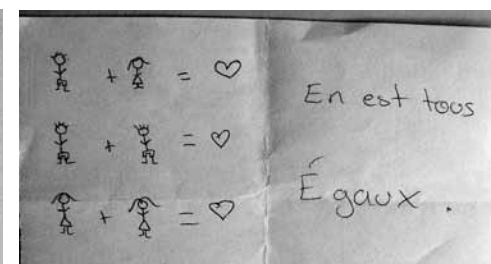 + =
+ =
+ =
En est tous
Égaux.